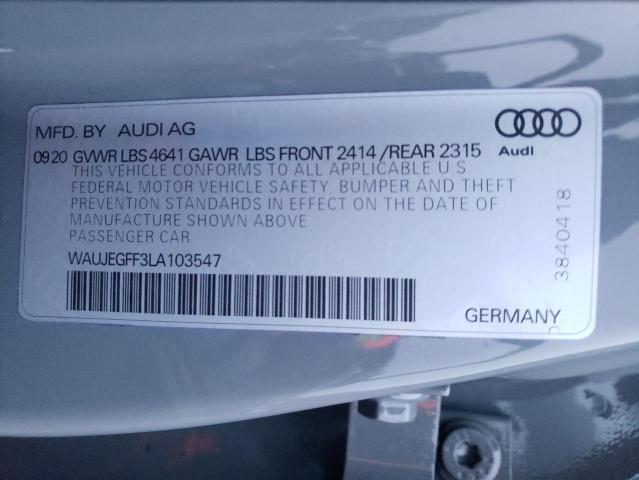 MFD. BY AUDI AG
Audi
09 20 GVWR LBS 4641 GAWR LBS FRONT 2414 /REAR 2315
THIS VEHICLE CONFORMS TO ALL APPLICABLE U S
FEDERAL MOTOR VEHICLE SAFETY, BUMPER AND THEFT
PREVENTION STANDARDS IN EFFECT ON THE DATE OF
MANUFACTURE SHOWN ABOVE
PASSENGER CAR
WAUJEGFF3LA103547
3840418
GERMANY